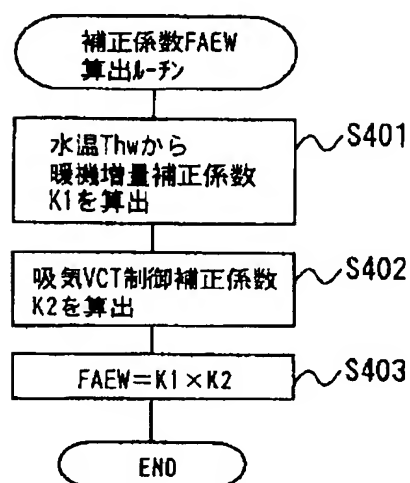 補正係数FAEW
算出ルーチン
水温Thwから
暖機増量補正係数
K1を算出
S401
吸気VCT制御補正係数
K2を算出
S402
FAEW=K1×K2
S403
END